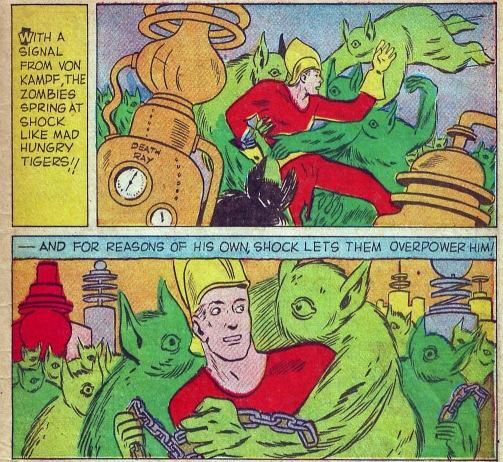 WITH A
SIGNAL
FROM VON
KAMPF, THE
ZOMBIES
SPRING AT
SHOCK
LIKE MAD
HUNGRY
TIGERS!!
DEATH
RAY
— AND FOR REASONS OF HIS OWN, SHOCK LETS THEM OVERPOWER HIM!